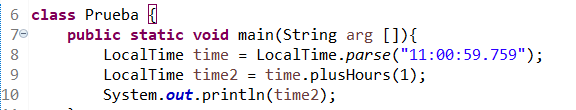 6 class Prueba {
7 public static void main(String arg []){
8 LocalTime time = LocalTime.parse("11:00:59.759");
9 LocalTime time2 = time.plusHours(1);
10 System.out.println(time2);